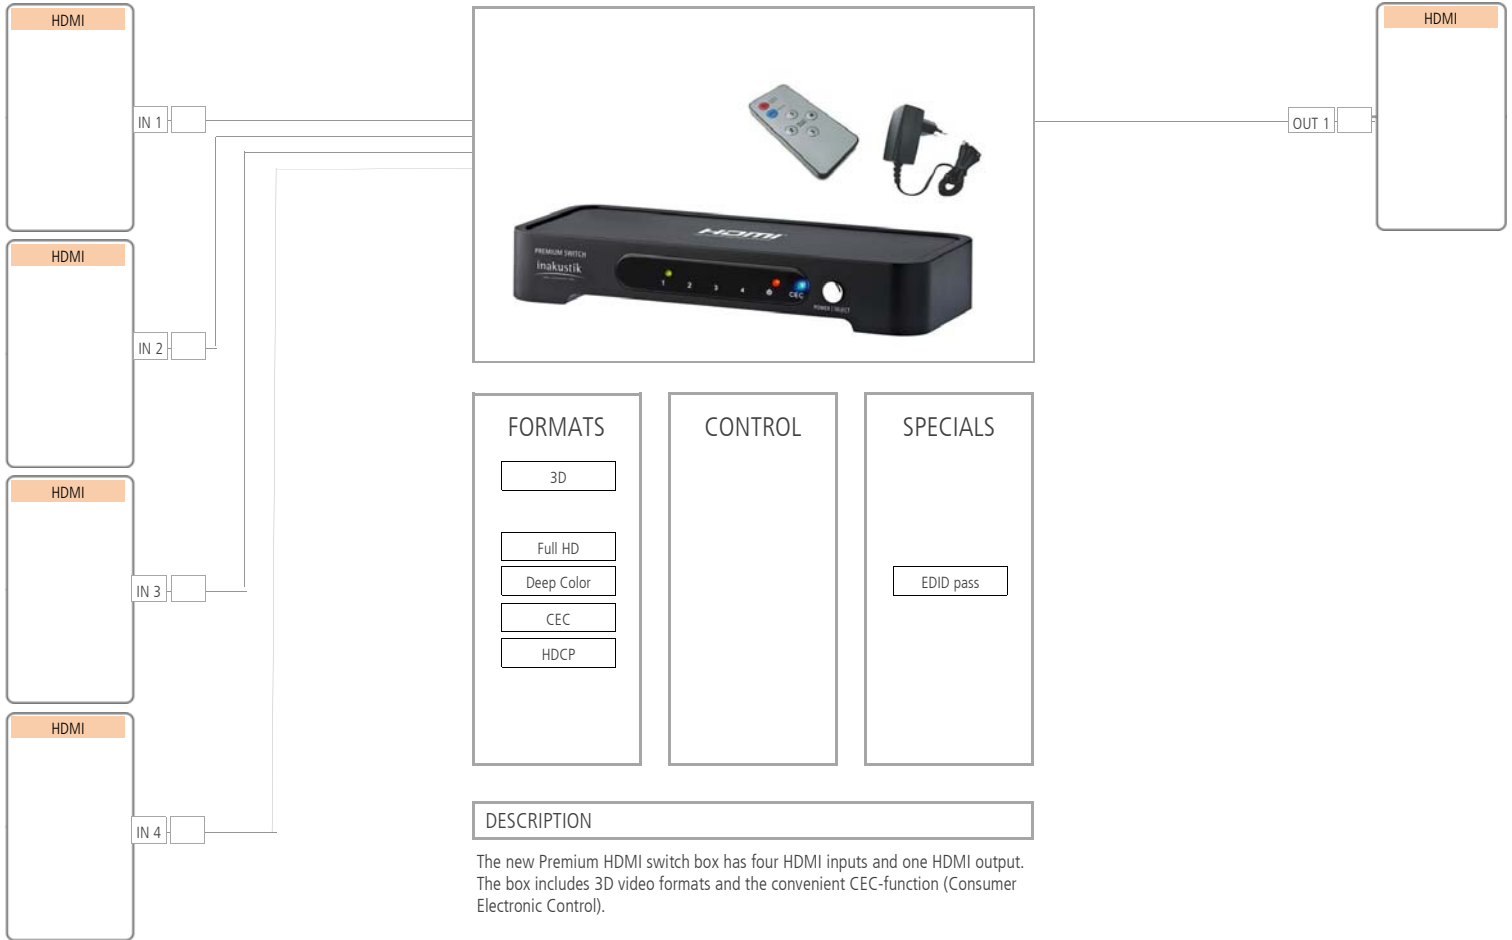 HDMI
IN 1
HDMI
IN 2
HDMI
IN 3
HDMI
IN 4
HDMI
PREMIUM SWITCH
inakustik
1 2 3 4 CEC
POWER / SELECT
HDMI
OUT 1
FORMATS
3D
Full HD
Deep Color
CEC
HDCP
CONTROL
SPECIALS
EDID pass
DESCRIPTION
The new Premium HDMI switch box has four HDMI inputs and one HDMI output.
The box includes 3D video formats and the convenient CEC-function (Consumer
Electronic Control).